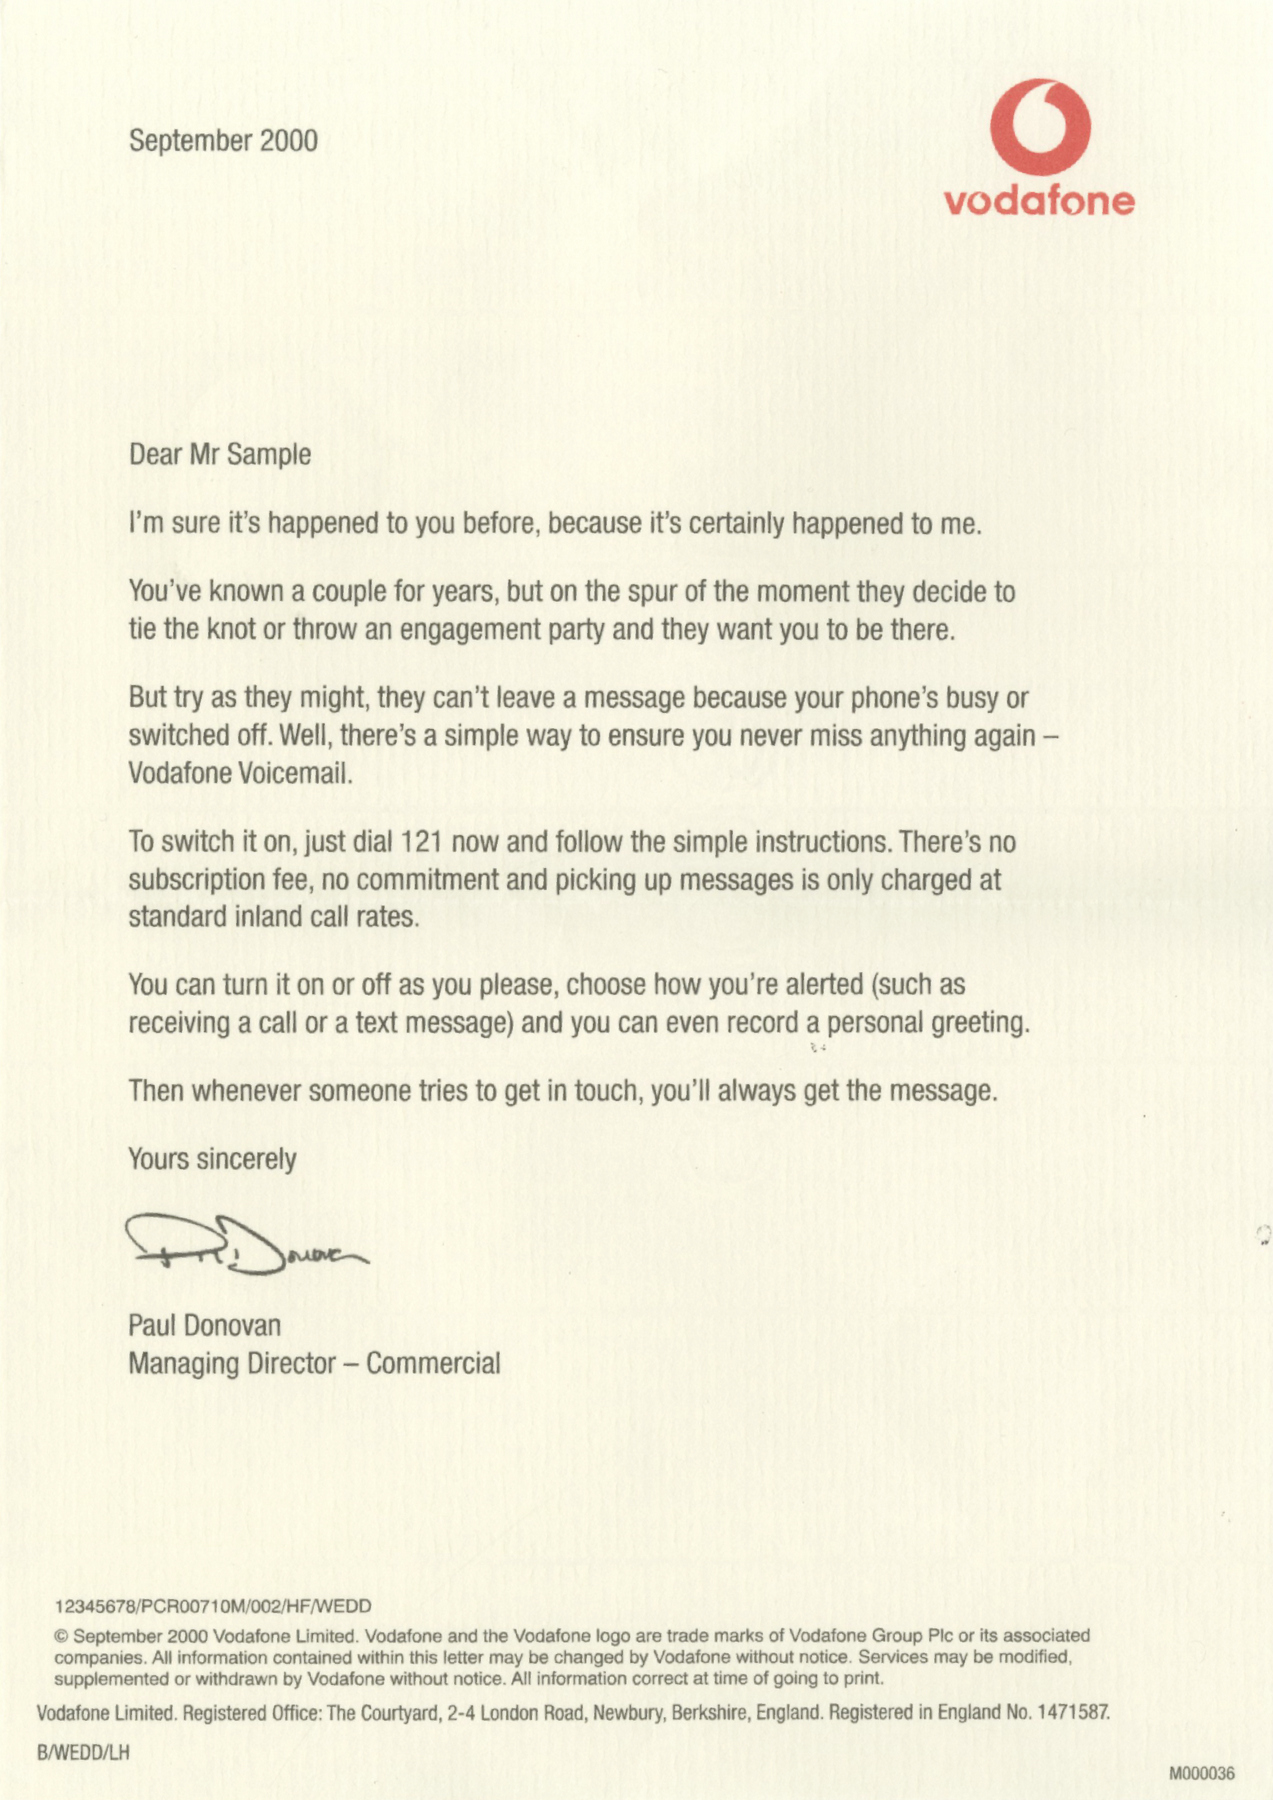 September 2000
vodafone
Dear Mr Sample
I'm sure it's happened to you before, because it's certainly happened to me.
You've known a couple for years, but on the spur of the moment they decide to
tie the knot or throw an engagement party and they want you to be there.
But try as they might, they can't leave a message because your phone's busy or
switched off. Well, there's a simple way to ensure you never miss anything again –
Vodafone Voicemail.
To switch it on, just dial 121 now and follow the simple instructions. There's no
subscription fee, no commitment and picking up messages is only charged at
standard inland call rates.
You can turn it on or off as you please, choose how you're alerted (such as
receiving a call or a text message) and you can even record a personal greeting.
Then whenever someone tries to get in touch, you'll always get the message.
Yours sincerely
Paul Donovan
Managing Director – Commercial
12345678/PCR00710M/002/HF/WEDD
© September 2000 Vodafone Limited. Vodafone and the Vodafone logo are trade marks of Vodafone Group Plc or its associated
companies. All information contained within this letter may be changed by Vodafone without notice. Services may be modified,
supplemented or withdrawn by Vodafone without notice. All information correct at time of going to print.
Vodafone Limited. Registered Office: The Courtyard, 2-4 London Road, Newbury, Berkshire, England. Registered in England No. 1471587.
B/WEDD/LH
M000036